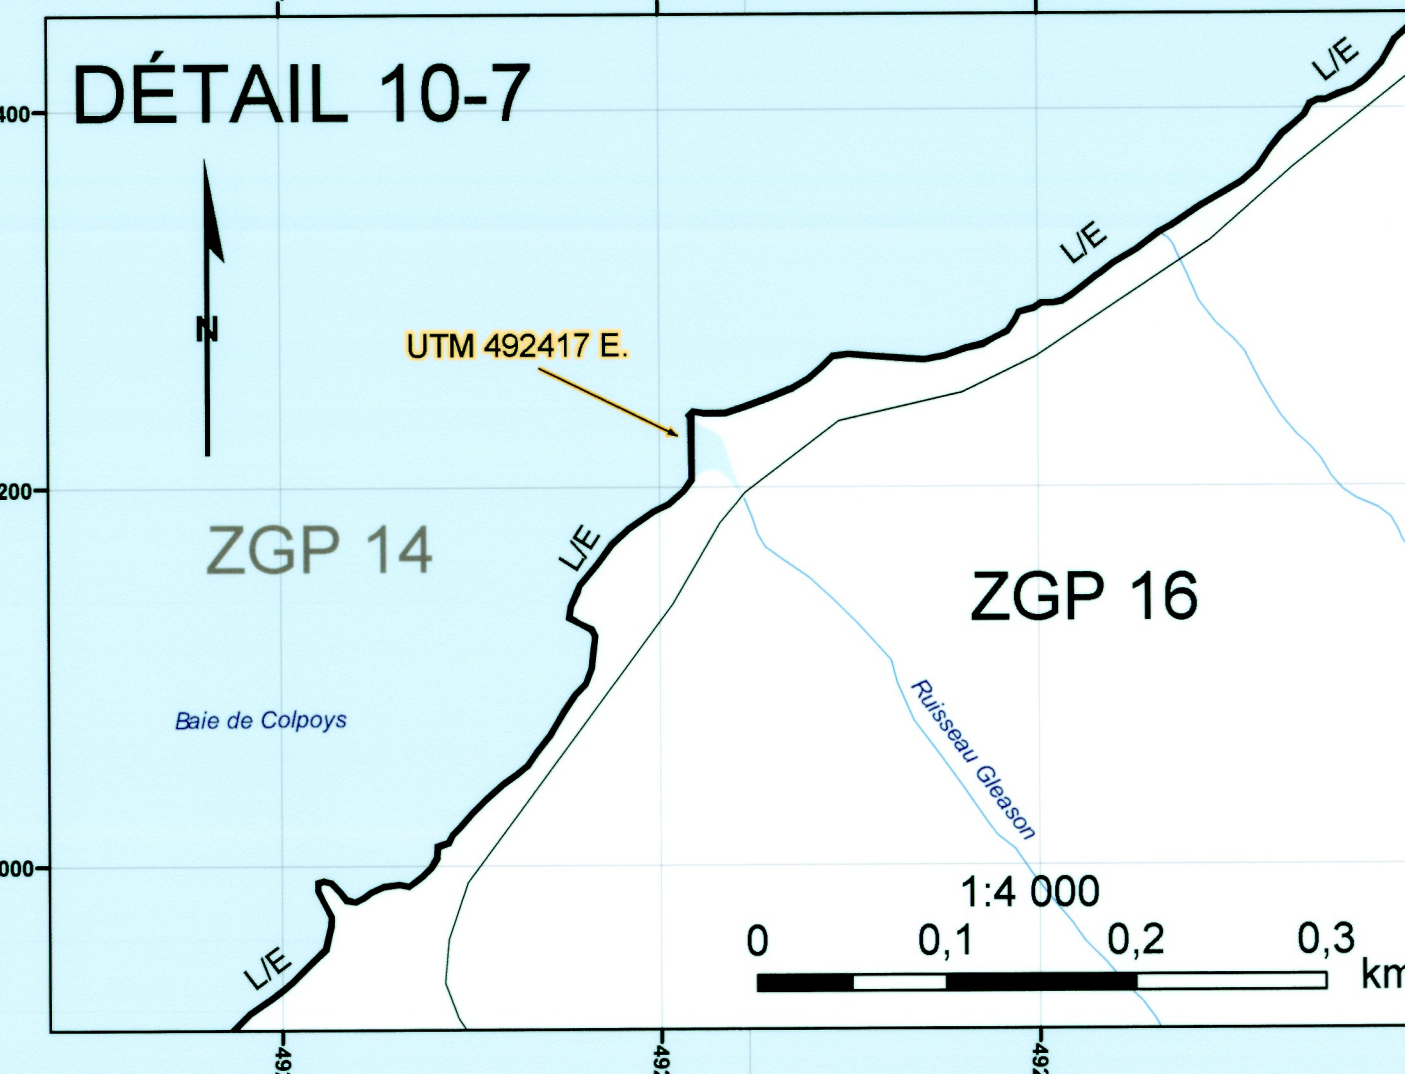 DÉTAIL 10-7
L/E
400
L/E
N
UTM 492417 E.
200
ZGP 14
L/E
ZGP 16
Baie de Colpoys
Ruisseau Gleason
000
1:4 000
0 0,1 0,2 0,3
km
L/E